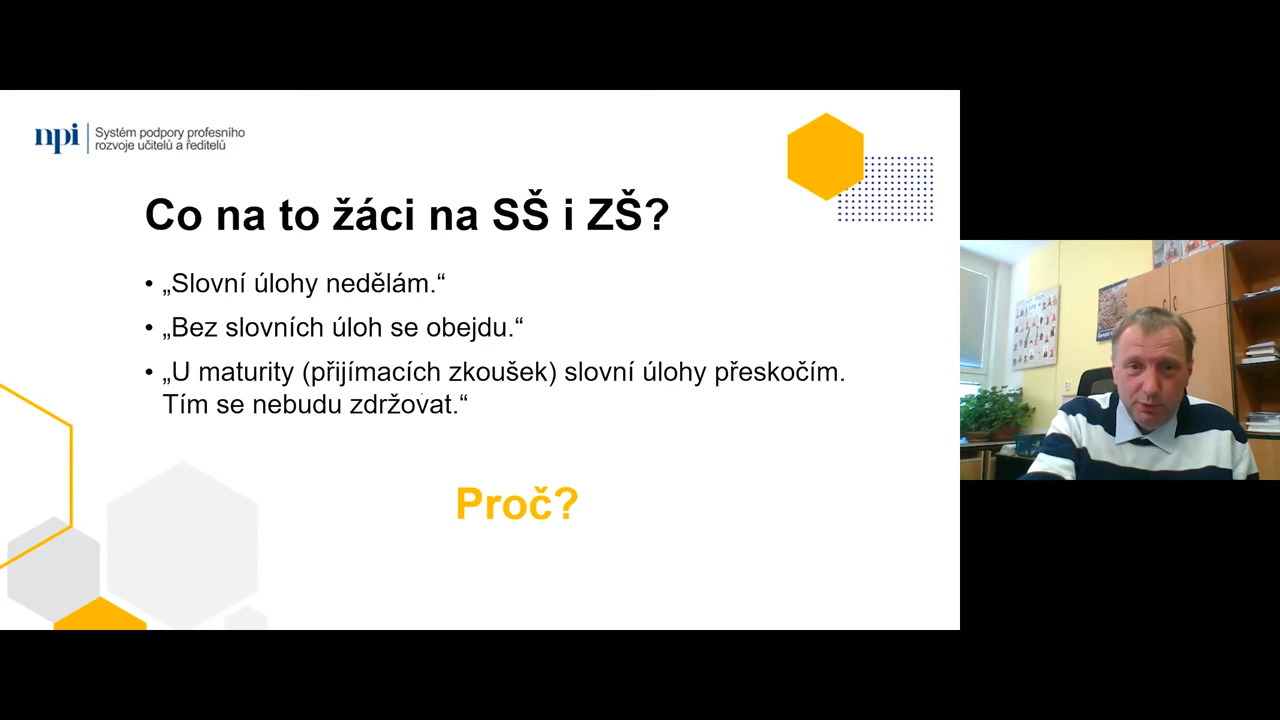 npi
Systém podpory profesního
rozvoje učitelů a ředitelů
Co na to žáci na SŠ i ZŠ?
• „Slovní úlohy nedělám.“
• „Bez slovních úloh se obejdu.“
• „U maturity (přijímacích zkoušek) slovní úlohy přeskočím.
Tím se nebudu zdržovat.“
Proč?